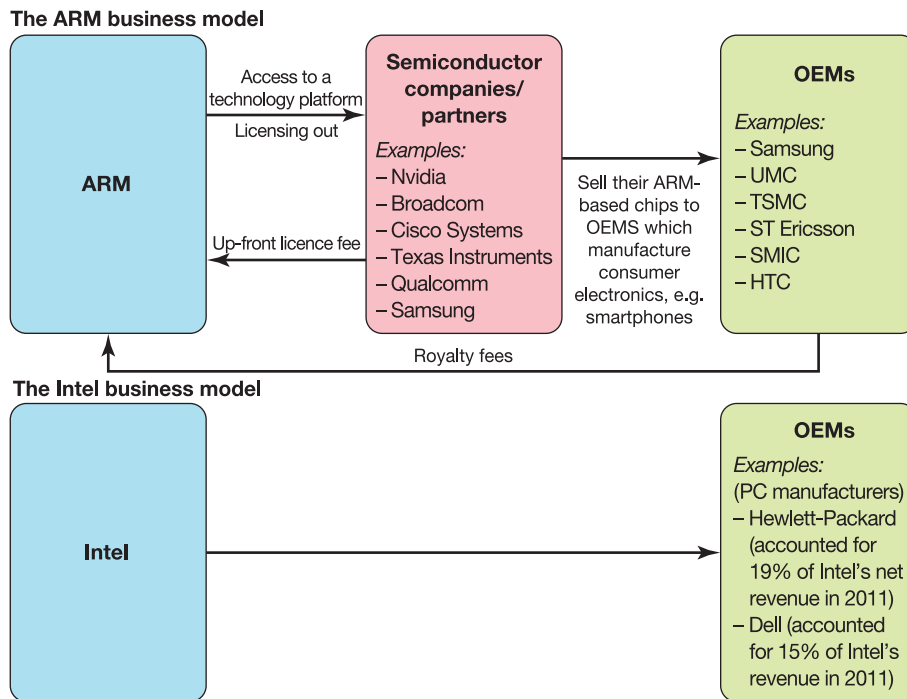 The ARM business model
ARM
Access to a
technology platform
Licensing out
Up-front licence fee
Semiconductor
companies/
partners
Examples:
– Nvidia
– Broadcom
– Cisco Systems
– Texas Instruments
– Qualcomm
– Samsung
Sell their ARM-
based chips to
OEMS which
manufacture
consumer
electronics, e.g.
smartphones
OEMs
Examples:
– Samsung
– UMC
– TSMC
– ST Ericsson
– SMIC
– HTC
Royalty fees
The Intel business model
Intel
OEMs
Examples:
(PC manufacturers)
– Hewlett-Packard
(accounted for
19% of Intel's net
revenue in 2011)
– Dell (accounted
for 15% of Intel's
revenue in 2011)